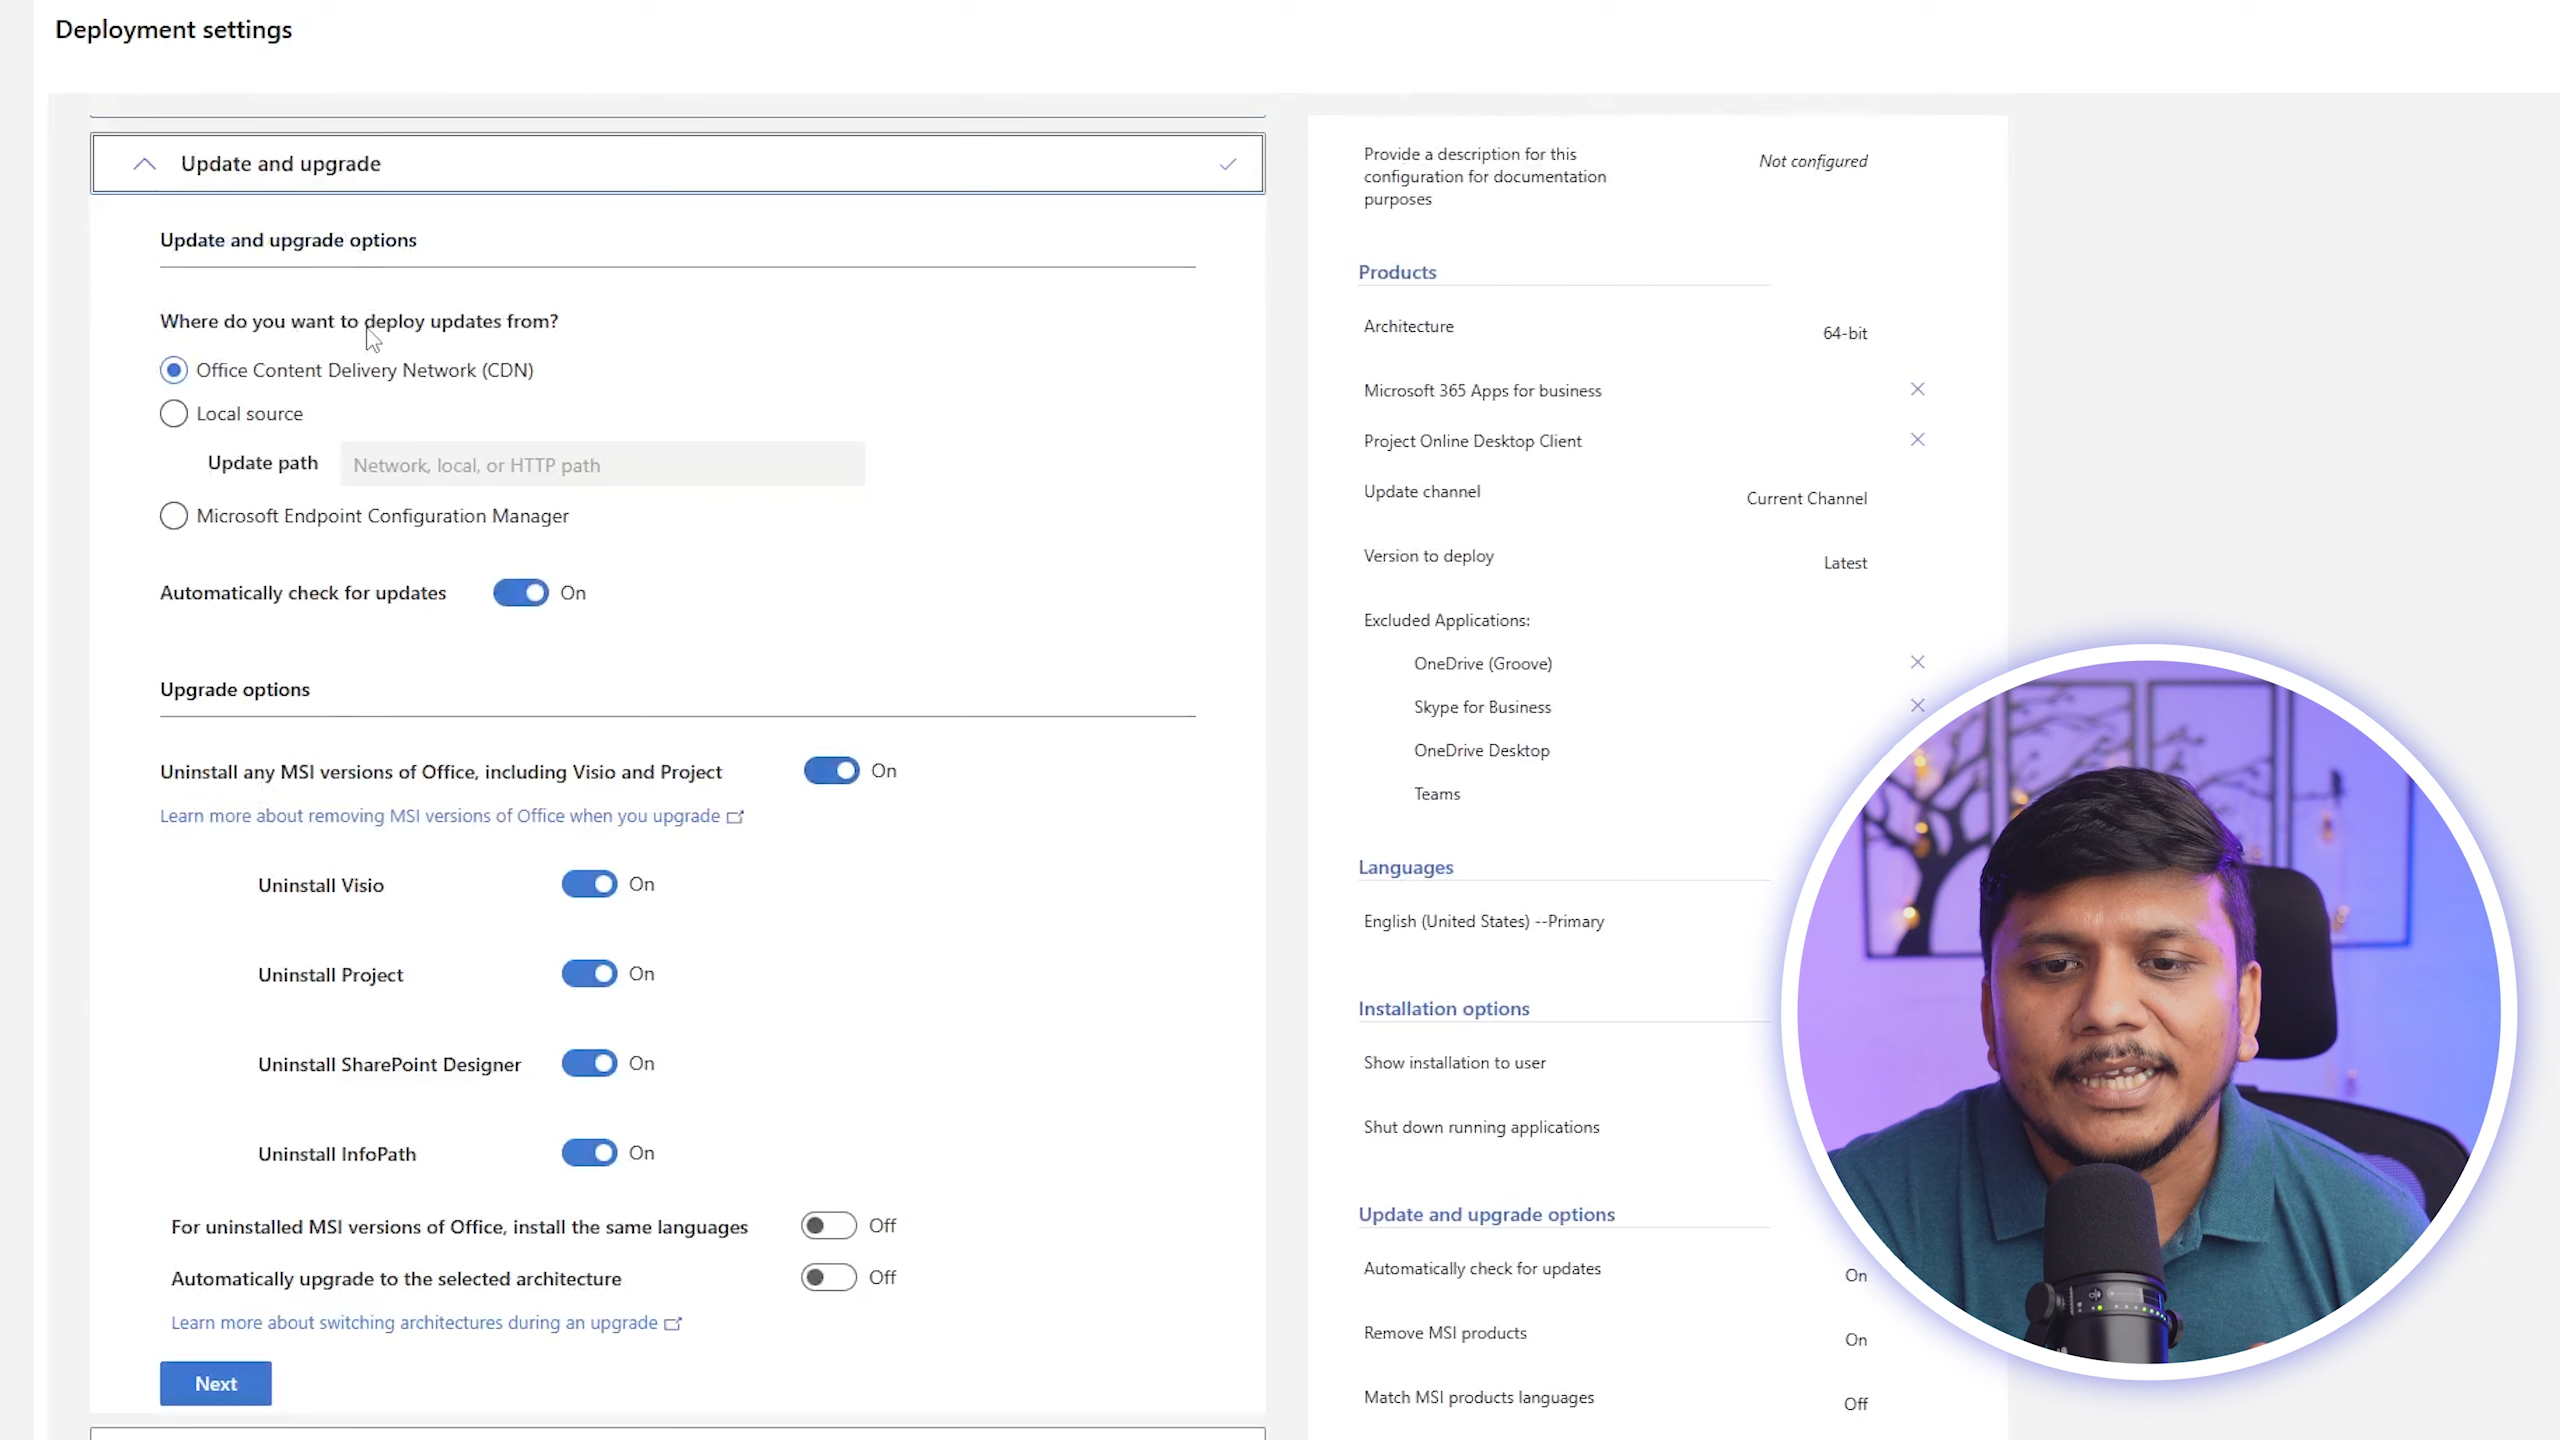 Deployment settings
Update and upgrade
Update and upgrade options
Where do you want to deploy updates from?
Office Content Delivery Network (CDN)
Local source
Update path
Network, local, or HTTP path
Microsoft Endpoint Configuration Manager
Automatically check for updates
On
Upgrade options
Uninstall any MSI versions of Office, including Visio and Project
On
Learn more about removing MSI versions of Office when you upgrade
Uninstall Visio
On
Uninstall Project
On
Uninstall SharePoint Designer
On
Uninstall InfoPath
On
For uninstalled MSI versions of Office, install the same languages
Off
Automatically upgrade to the selected architecture
Off
Learn more about switching architectures during an upgrade
Next
Provide a description for this
configuration for documentation
purposes
Not configured
Products
Architecture
64-bit
Microsoft 365 Apps for business
Project Online Desktop Client
Update channel
Current Channel
Version to deploy
Latest
Excluded Applications:
OneDrive (Groove)
Skype for Business
OneDrive Desktop
Teams
Languages
English (United States) --Primary
Installation options
Show installation to user
Shut down running applications
Update and upgrade options
Automatically check for updates
On
Remove MSI products
On
Match MSI products languages
Off